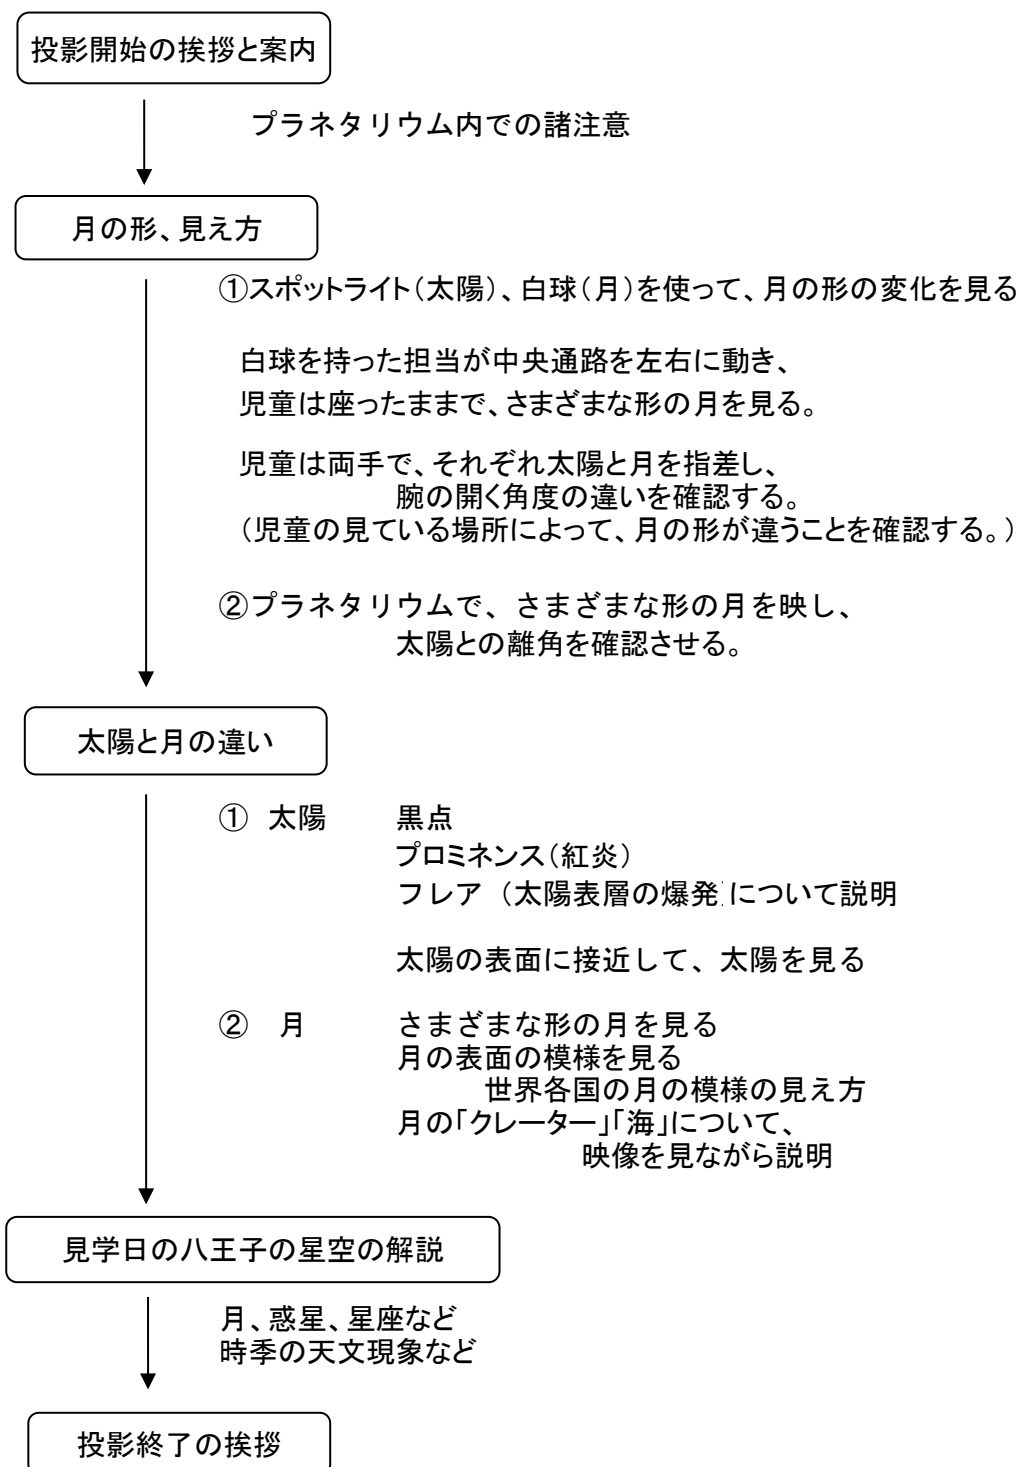 投影開始の挨拶と案内
プラネタリウム内での諸注意
月の形、見え方
①スポットライト（太陽）、白球（月）を使って、月の形の変化を見る
白球を持った担当が中央通路を左右に動き、
児童は座ったままで、さまざまな形の月を見る。
児童は両手で、それぞれ太陽と月を指差し、
腕の開く角度の違いを確認する。
（児童の見ている場所によって、月の形が違うことを確認する。）
②プラネタリウムで、さまざまな形の月を映し、
太陽との離角を確認させる。
太陽と月の違い
① 太陽 黒点
プロミネンス（紅炎）
フレア （太陽表層の爆発）について説明
太陽の表面に接近して、太陽を見る
② 月 さまざまな形の月を見る
月の表面の模様を見る
世界各国の月の模様の見え方
月の「クレーター」「海」について、
映像を見ながら説明
見学日の八王子の星空の解説
月、惑星、星座など
時季の天文現象など
投影終了の挨拶